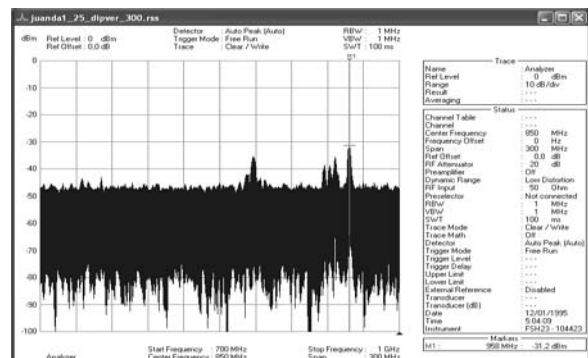 juanda1_25_dipver_300.rss
dBm
Ref Level : 0 dBm
Ref Offset : 0.0 dB
Detector : Auto Peak (Auto)
Trigger Mode : Free Run
Trace : Clear / Write
RBW : 1 MHz
VBW : 1 MHz
SWT : 100 ms
M1
0
-10
-20
-30
-40
-50
-60
-70
-80
-90
-100
Analyzer
Start Frequency : 700 MHz
Center Frequency : 850 MHz
Stop Frequency : 1 GHz
Span : 300 MHz
Trace
Name : Analyzer
Ref Level : 0 dBm
Range : 10 dB/div
Result : ---
Averaging : ---
Status
Channel Table : ---
Channel : ---
Center Frequency : 850 MHz
Frequency Offset : 0 Hz
Span : 300 MHz
Ref Offset : 0.0 dB
RF Attenuator : 20 dB
Preamplifier : Off
Dynamic Range : Low Distortion
RF Input : 50 Ohm
Preselector : Not connected
RBW : 1 MHz
VBW : 1 MHz
SWT : 100 ms
Trace Mode : Clear / Write
Trace Math : Off
Detector : Auto Peak (Auto)
Trigger Mode : Free Run
Trigger Level : ---
Trigger Delay : ---
Upper Limit : ---
Lower Limit : ---
External Reference : Disabled
Transducer : ---
Transducer (dB) : ---
Date : 12/01/1995
Time : 5:04:09
Instrument : FSH23 - 104423
Markers
M1 : 958 MHz : -31.2 dBm